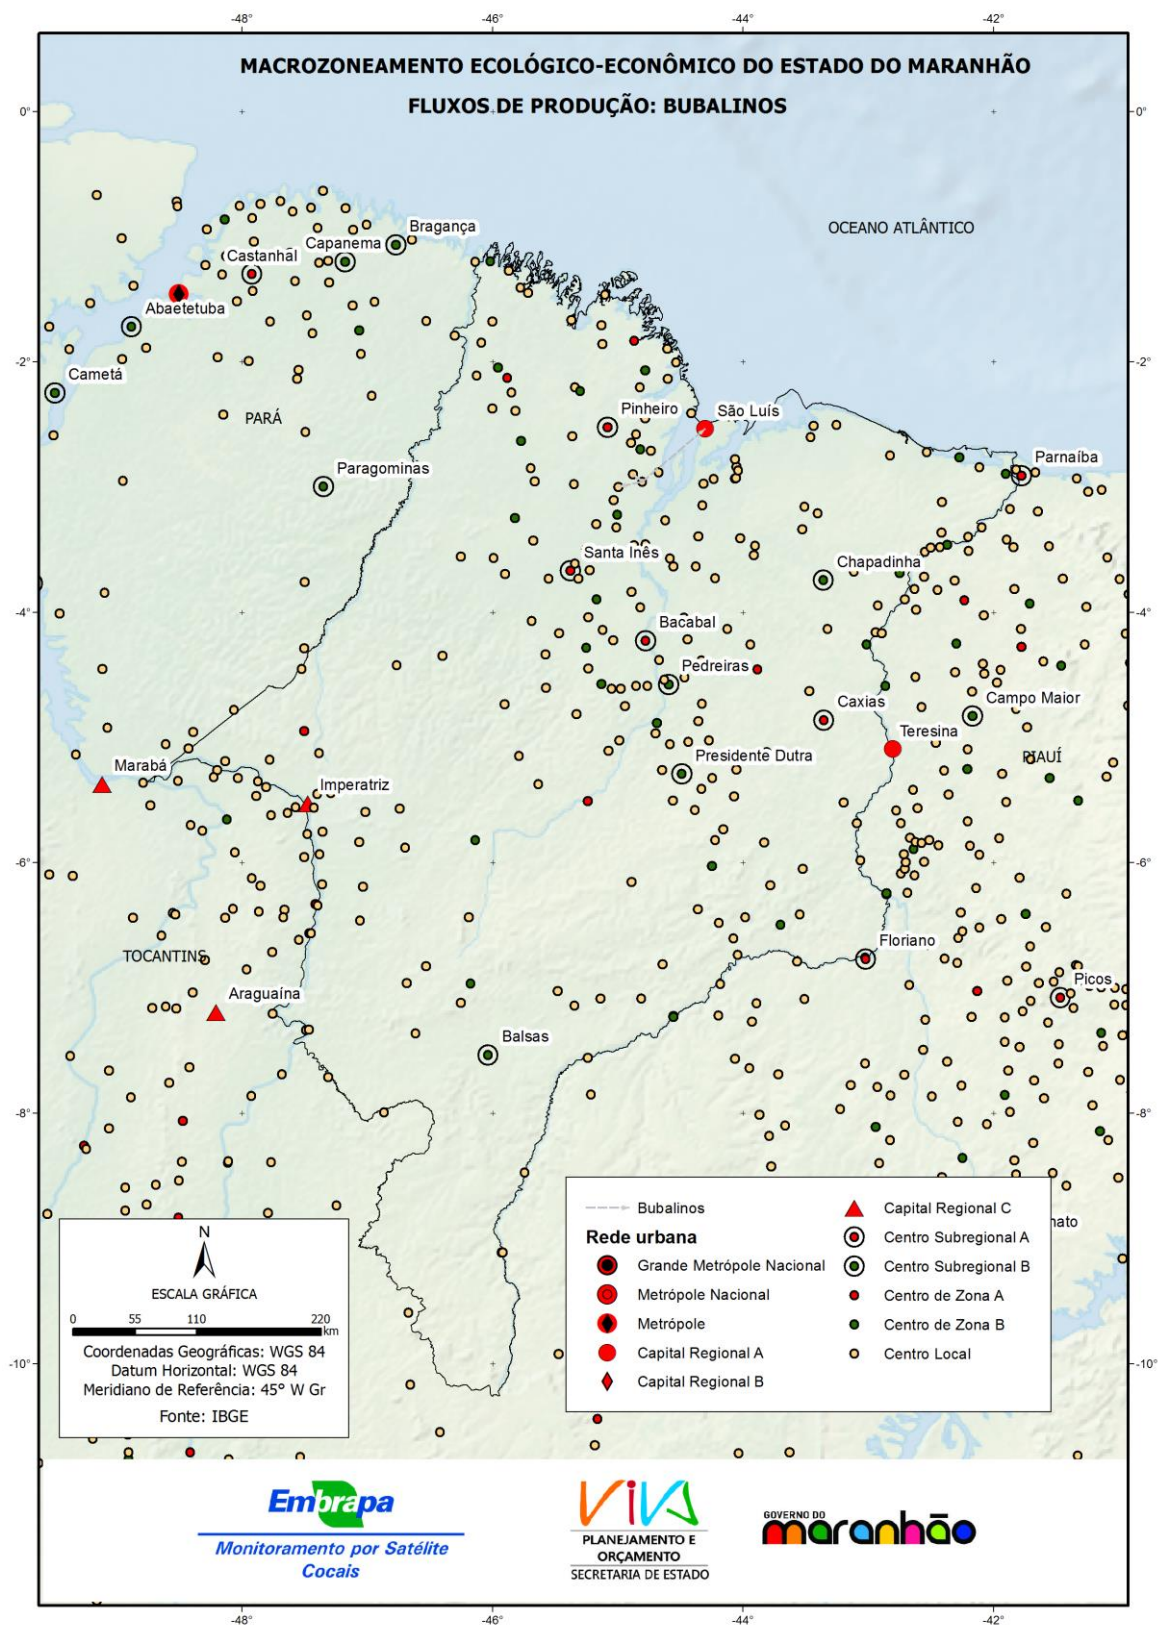 -48°
-46°
-44°
-42°
MACROZONEAMENTO ECOLÓGICO-ECONÔMICO DO ESTADO DO MARANHÃO
FLUXOS DE PRODUÇÃO: BUBALINOS
0°
0°
OCEANO ATLÂNTICO
Bragança
Capanema
Castanhal
Abaetetuba
-2°
-2°
Cametá
PARÁ
Pinheiro
São Luís
Paragominas
Parnaíba
Santa Inês
Chapadinha
-4°
-4°
Bacabal
Pedreiras
Caxias
Campo Maior
Teresina
PIAUÍ
Presidente Dutra
Marabá
Imperatriz
-6°
-6°
TOCANTINS
Floriano
Araguaína
Picos
Balsas
-8°
-8°
nato
N
ESCALA GRÁFICA
0 55 110 220
km
Coordenadas Geográficas: WGS 84
Datum Horizontal: WGS 84
Meridiano de Referência: 45° W Gr
Fonte: IBGE
Bubalinos
Rede urbana
Grande Metrópole Nacional
Metrópole Nacional
Metrópole
Capital Regional A
Capital Regional B
Capital Regional C
Centro Subregional A
Centro Subregional B
Centro de Zona A
Centro de Zona B
Centro Local
-10°
-10°
Embrapa
Monitoramento por Satélite
Cocais
VIVA
PLANEJAMENTO E
ORÇAMENTO
SECRETARIA DE ESTADO
GOVERNO DO
maranhão
-48°
-46°
-44°
-42°